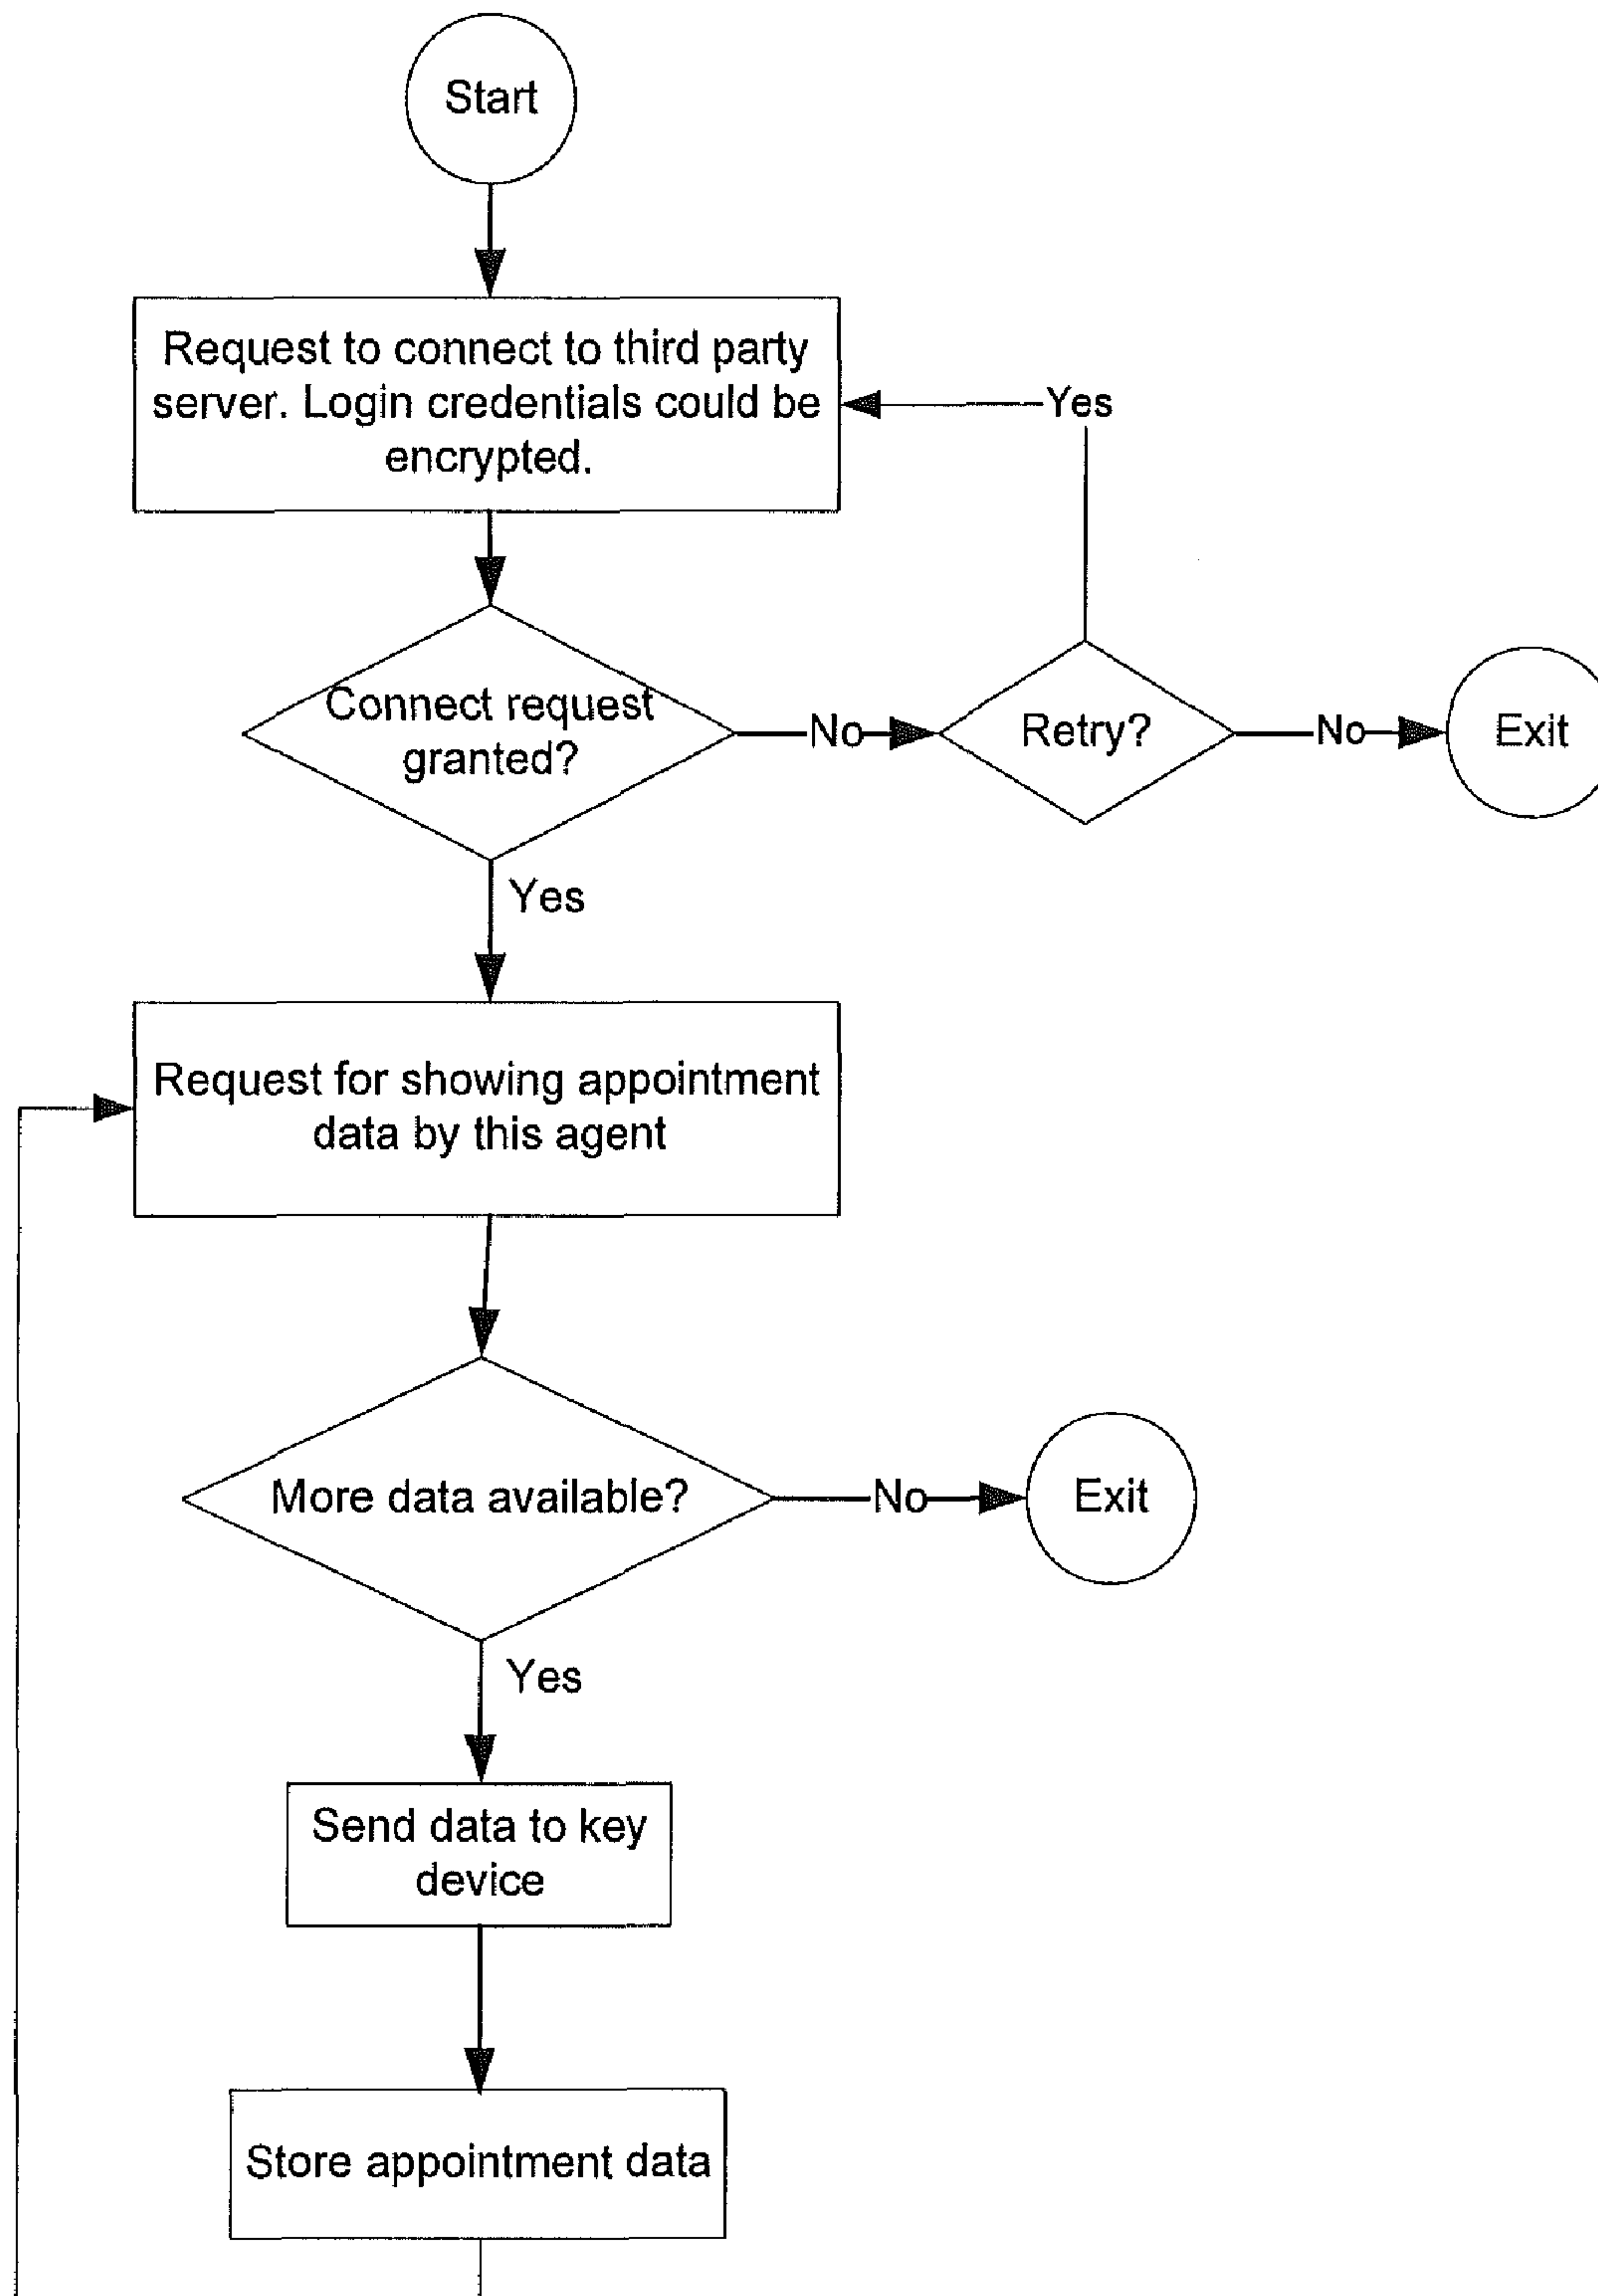 Start
Request to connect to third party
server. Login credentials could be
encrypted.
Yes
Connect request
granted?
No
Retry?
No
Exit
Yes
Request for showing appointment
data by this agent
More data available?
No
Exit
Yes
Send data to key
device
Store appointment data